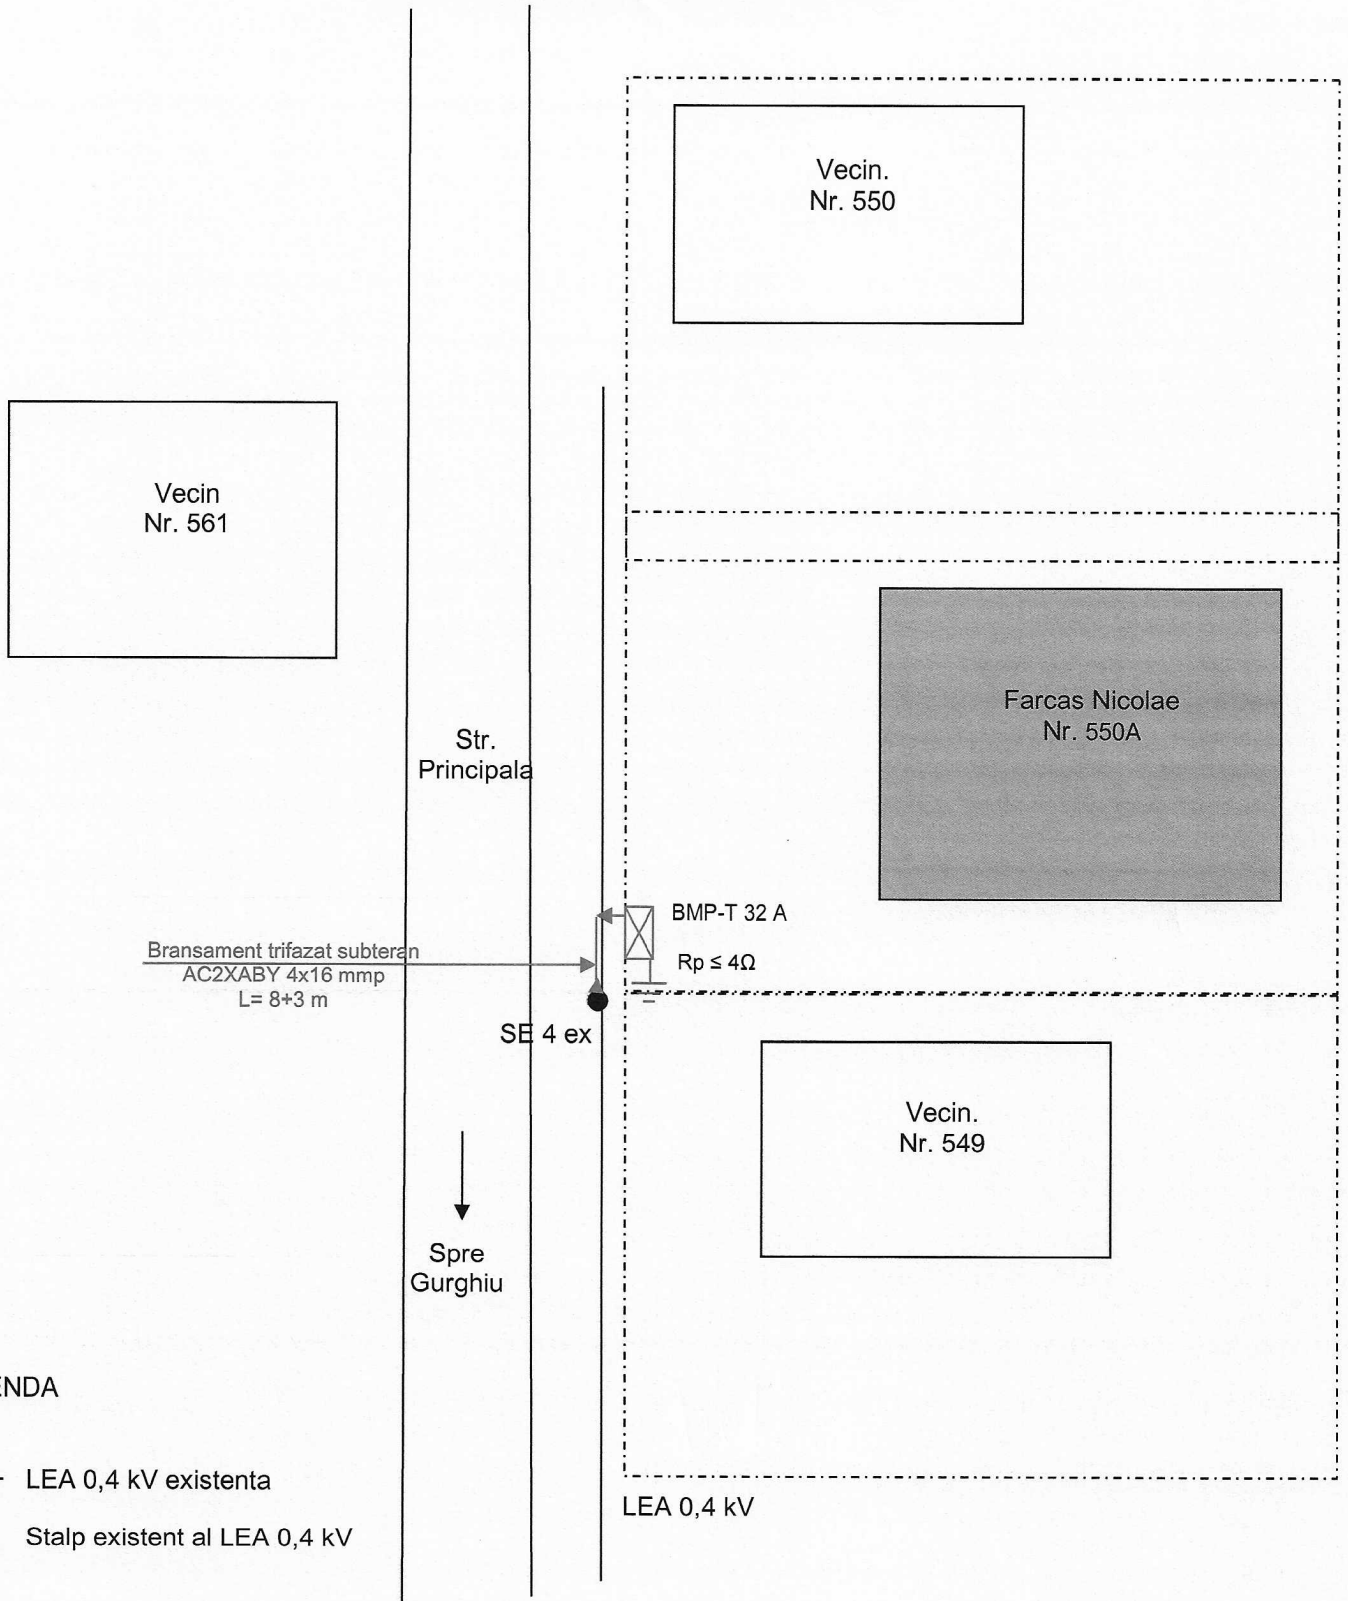 Vecin.
Nr. 550
Vecin
Nr. 561
Farcas Nicolae
Nr. 550A
Str.
Principala
BMP-T 32 A
Rp ≤ 4Ω
Bransament trifazat subteran
AC2XABY 4x16 mmp
L= 8+3 m
SE 4 ex
Vecin.
Nr. 549
Spre
Gurghiu
ENDA
LEA 0,4 kV existenta
LEA 0,4 kV
Stalp existent al LEA 0,4 kV